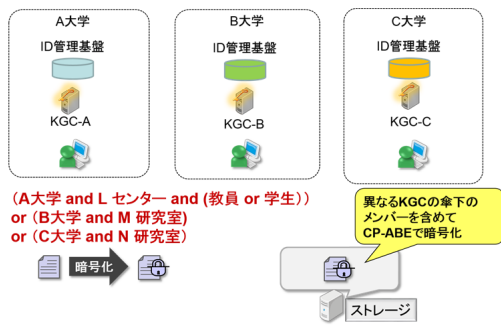 A大学
B大学
C大学
ID管理基盤
ID管理基盤
ID管理基盤
KGC-A
KGC-B
KGC-C
(A大学 and L センター and (教員 or 学生))
or (B大学 and M 研究室)
or (C大学 and N 研究室)
異なるKGCの傘下の
メンバーを含めて
CP-ABEで暗号化
暗号化
ストレージ